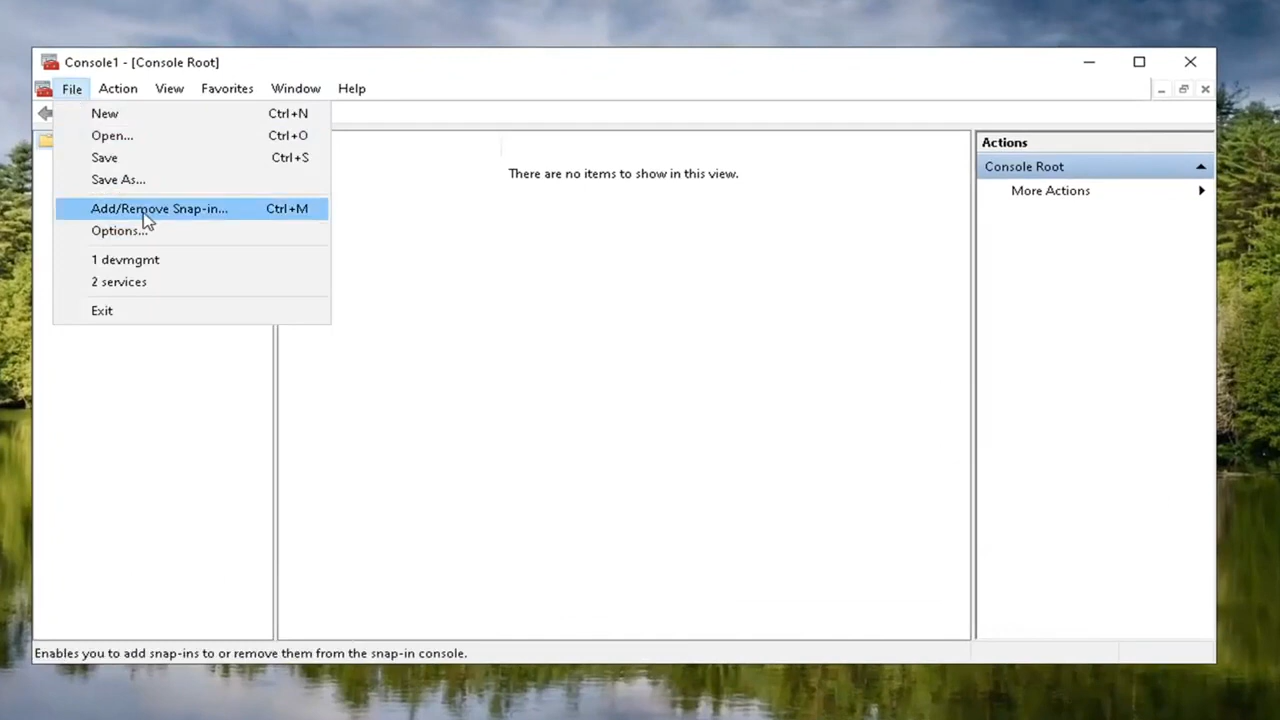 Console1 - [Console Root]
File Action View Favorites Window Help
New Ctrl+N
Open... Ctrl+O
Save Ctrl+S
Save As...
Add/Remove Snap-in... Ctrl+M
Options...
1 devmgmt
2 services
Exit
There are no items to show in this view.
Actions
Console Root
More Actions
Enables you to add snap-ins to or remove them from the snap-in console.